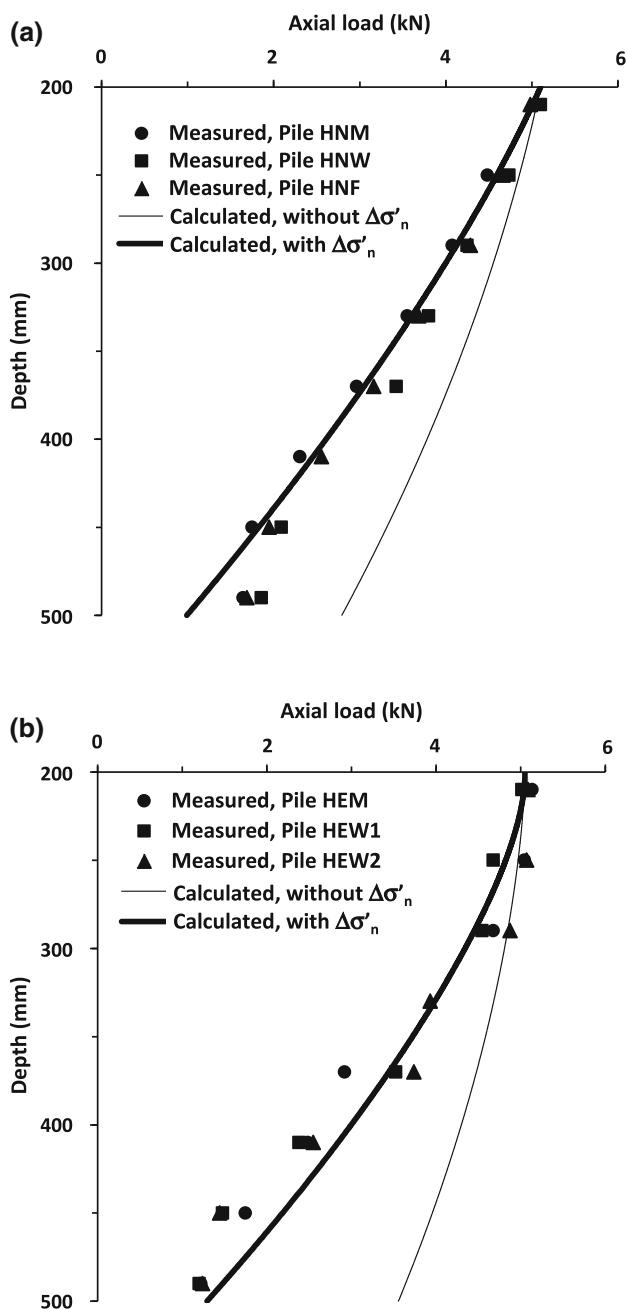 (a)
Axial load (kN)
0 2 4 6
200
Measured, Pile HNM
Measured, Pile HNW
Measured, Pile HNF
Calculated, without Δσ'n
Calculated, with Δσ'n
300
Depth (mm)
400
500
(b)
Axial load (kN)
0 2 4 6
200
Measured, Pile HEM
Measured, Pile HEW1
Measured, Pile HEW2
Calculated, without Δσ'n
Calculated, with Δσ'n
300
Depth (mm)
400
500